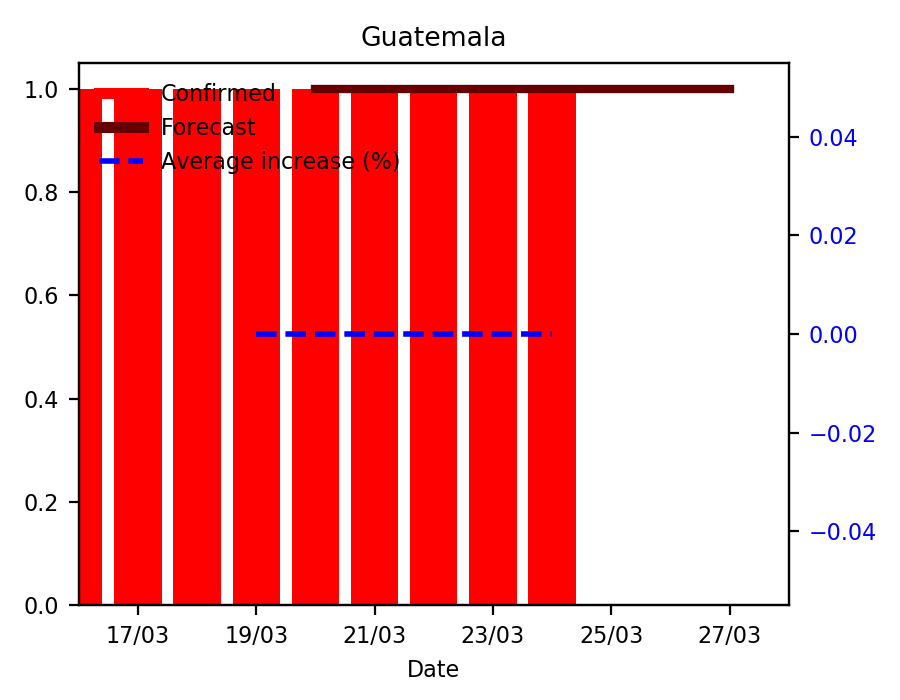 Guatemala
Confirmed
Forecast
Average increase (%)
1.0
0.8
0.6
0.4
0.2
0.0
0.04
0.02
0.00
−0.02
−0.04
17/03 19/03 21/03 23/03 25/03 27/03
Date